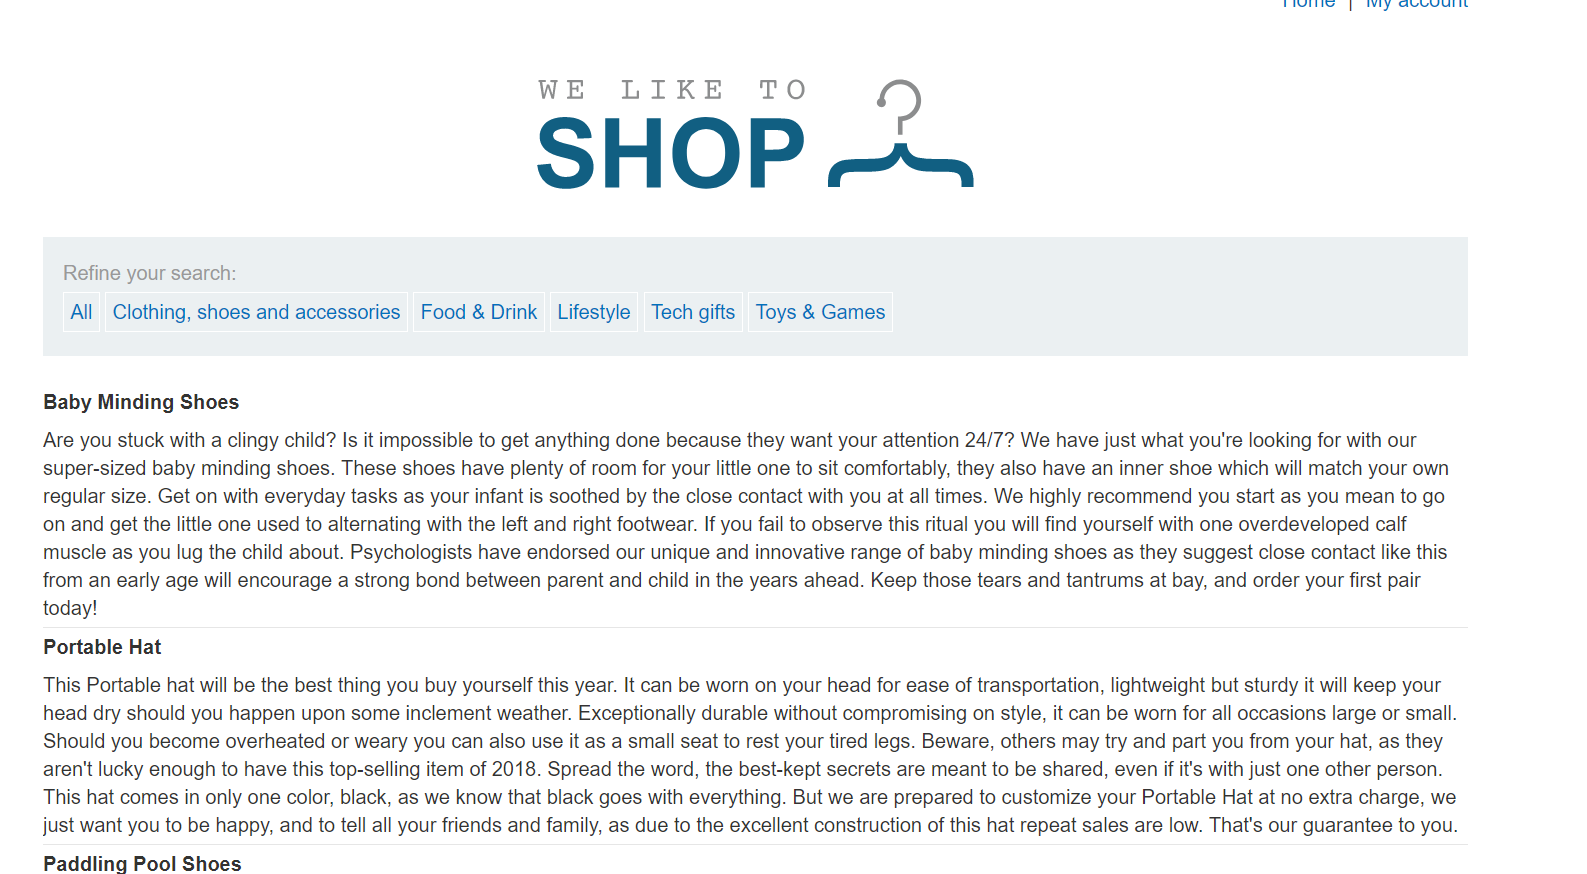 Home | My account
WE LIKE TO
SHOP
Refine your search:
All Clothing, shoes and accessories Food & Drink Lifestyle Tech gifts Toys & Games
Baby Minding Shoes
Are you stuck with a clingy child? Is it impossible to get anything done because they want your attention 24/7? We have just what you're looking for with our
super-sized baby minding shoes. These shoes have plenty of room for your little one to sit comfortably, they also have an inner shoe which will match your own
regular size. Get on with everyday tasks as your infant is soothed by the close contact with you at all times. We highly recommend you start as you mean to go
on and get the little one used to alternating with the left and right footwear. If you fail to observe this ritual you will find yourself with one overdeveloped calf
muscle as you lug the child about. Psychologists have endorsed our unique and innovative range of baby minding shoes as they suggest close contact like this
from an early age will encourage a strong bond between parent and child in the years ahead. Keep those tears and tantrums at bay, and order your first pair
today!
Portable Hat
This Portable hat will be the best thing you buy yourself this year. It can be worn on your head for ease of transportation, lightweight but sturdy it will keep your
head dry should you happen upon some inclement weather. Exceptionally durable without compromising on style, it can be worn for all occasions large or small.
Should you become overheated or weary you can also use it as a small seat to rest your tired legs. Beware, others may try and part you from your hat, as they
aren't lucky enough to have this top-selling item of 2018. Spread the word, the best-kept secrets are meant to be shared, even if it's with just one other person.
This hat comes in only one color, black, as we know that black goes with everything. But we are prepared to customize your Portable Hat at no extra charge, we
just want you to be happy, and to tell all your friends and family, as due to the excellent construction of this hat repeat sales are low. That's our guarantee to you.
Paddling Pool Shoes